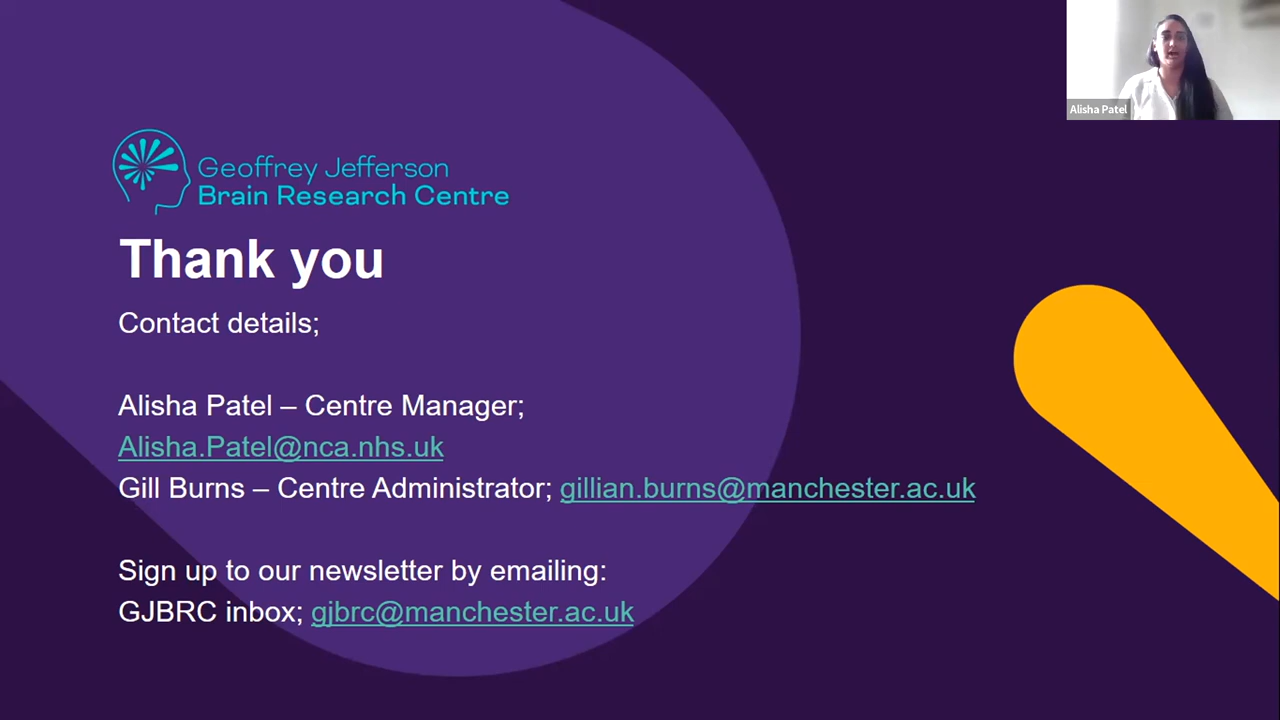 Alisha Patel
Geoffrey Jefferson
Brain Research Centre
Thank you
Contact details;
Alisha Patel – Centre Manager;
Alisha.Patel@nca.nhs.uk
Gill Burns – Centre Administrator; gillian.burns@manchester.ac.uk
Sign up to our newsletter by emailing:
GJBRC inbox; gjbrc@manchester.ac.uk